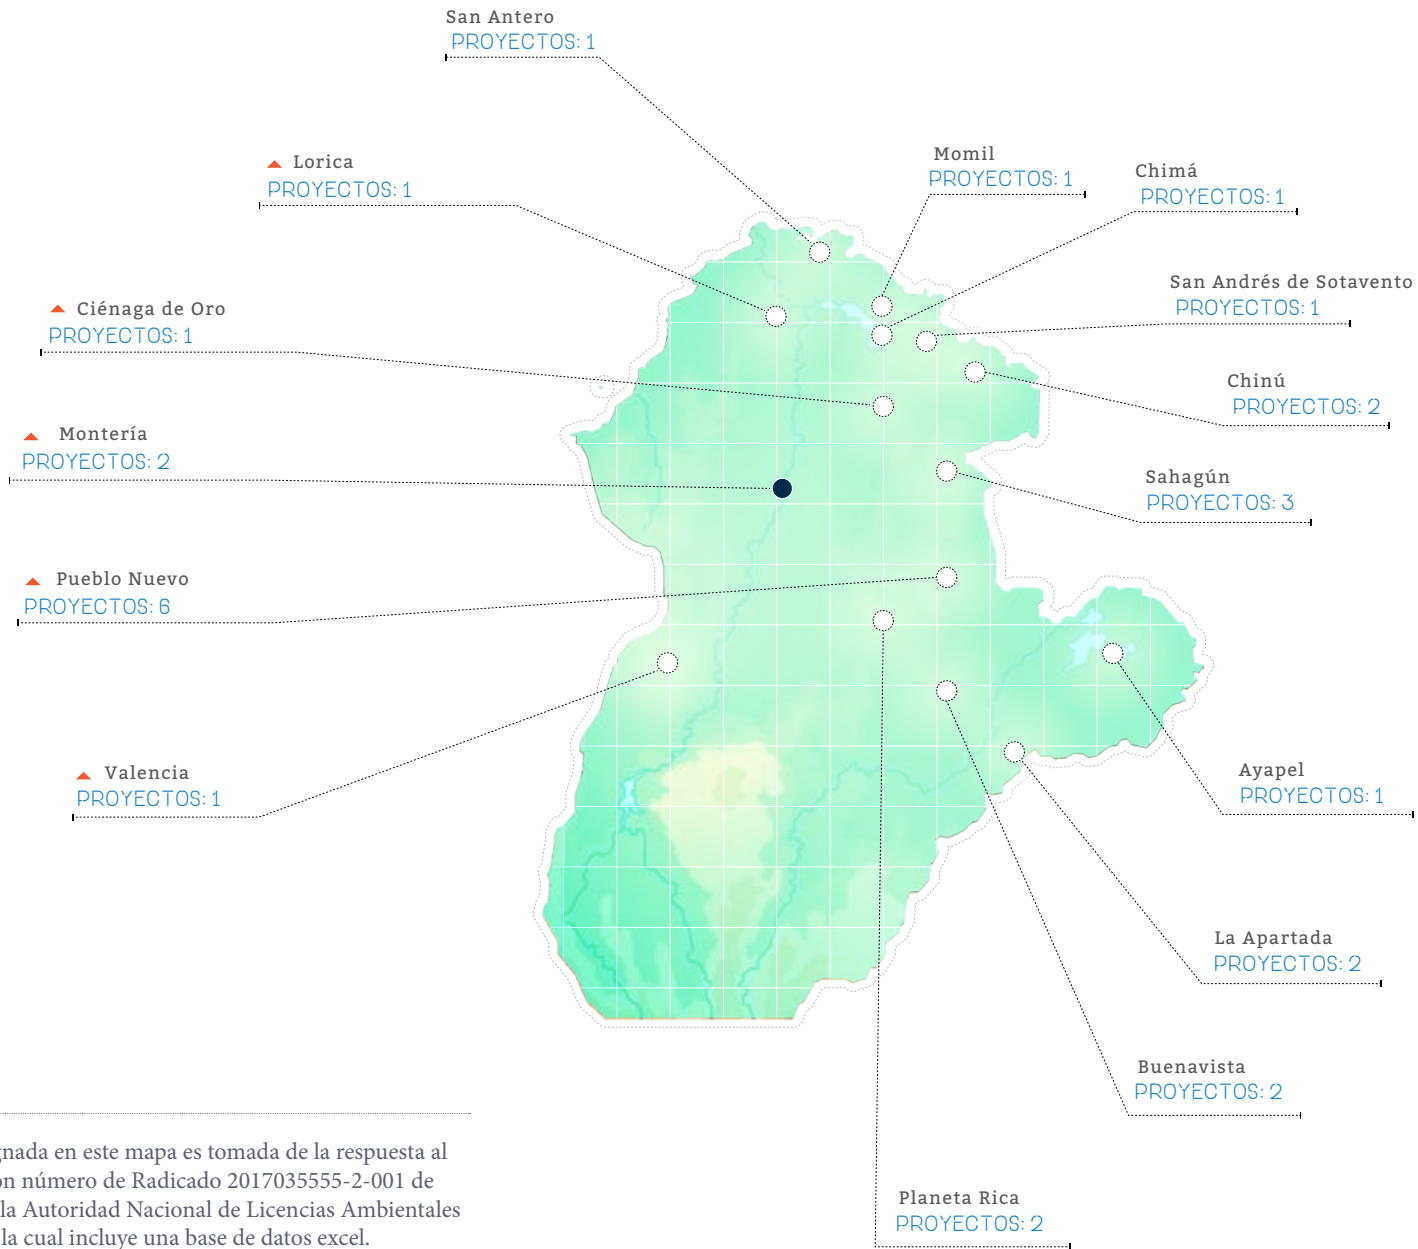 San Antero
PROYECTOS: 1
Lorica
PROYECTOS: 1
Momil
PROYECTOS: 1
Chimá
PROYECTOS: 1
San Andrés de Sotavento
PROYECTOS: 1
Ciénaga de Oro
PROYECTOS: 1
Chinú
PROYECTOS: 2
Montería
PROYECTOS: 2
Sahagún
PROYECTOS: 3
Pueblo Nuevo
PROYECTOS: 6
Valencia
PROYECTOS: 1
Ayapel
PROYECTOS: 1
La Apartada
PROYECTOS: 2
Buenavista
PROYECTOS: 2
Planeta Rica
PROYECTOS: 2
en este mapa es tomada de la respuesta al
número de Radicado 2017035555-2-001 de
la Autoridad Nacional de Licencias Ambientales
la cual incluye una base de datos excel.